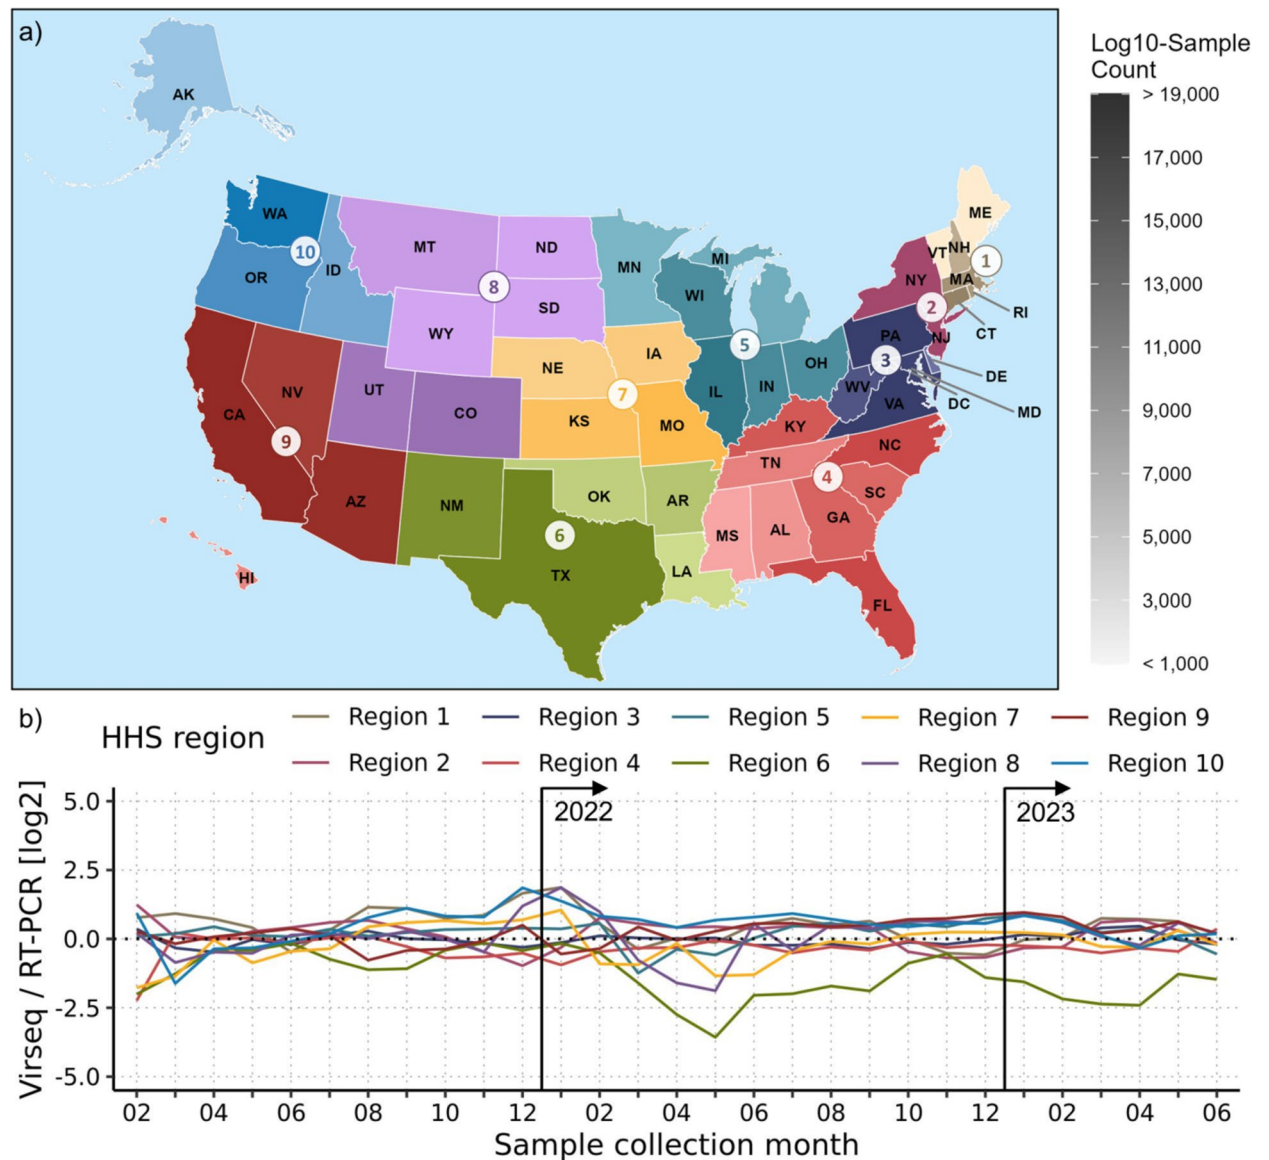 a)
Log10-Sample
Count
> 19,000
17,000
15,000
13,000
11,000
9,000
7,000
5,000
3,000
< 1,000
AK
WA
OR
ID
10
MT
ND
SD
WY
8
UT
CO
MN
MI
WI
5
IL
IN
OH
NE
IA
7
KS
MO
CA
NV
9
AZ
HI
NM
OK
AR
6
TX
LA
KY
TN
NC
4
SC
MS
AL
GA
FL
ME
VT
NH
1
MA
RI
CT
NY
2
NJ
PA
3
WV
VA
DE
DC
MD
b)
HHS region
Region 1 Region 3 Region 5 Region 7 Region 9
Region 2 Region 4 Region 6 Region 8 Region 10
Virseq / RT-PCR [log2]
5.0
2.5
0.0
-2.5
-5.0
2022
2023
02 04 06 08 10 12 02 04 06 08 10 12 02 04 06
Sample collection month